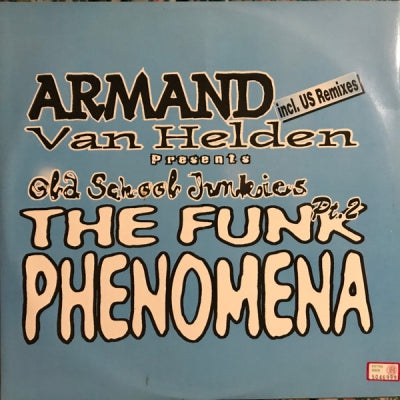 ARMAND
incl. US Remixes!
Van Helden
Presents
Old School Junkies
Pt.2
THE FUNK
PHENOMENA